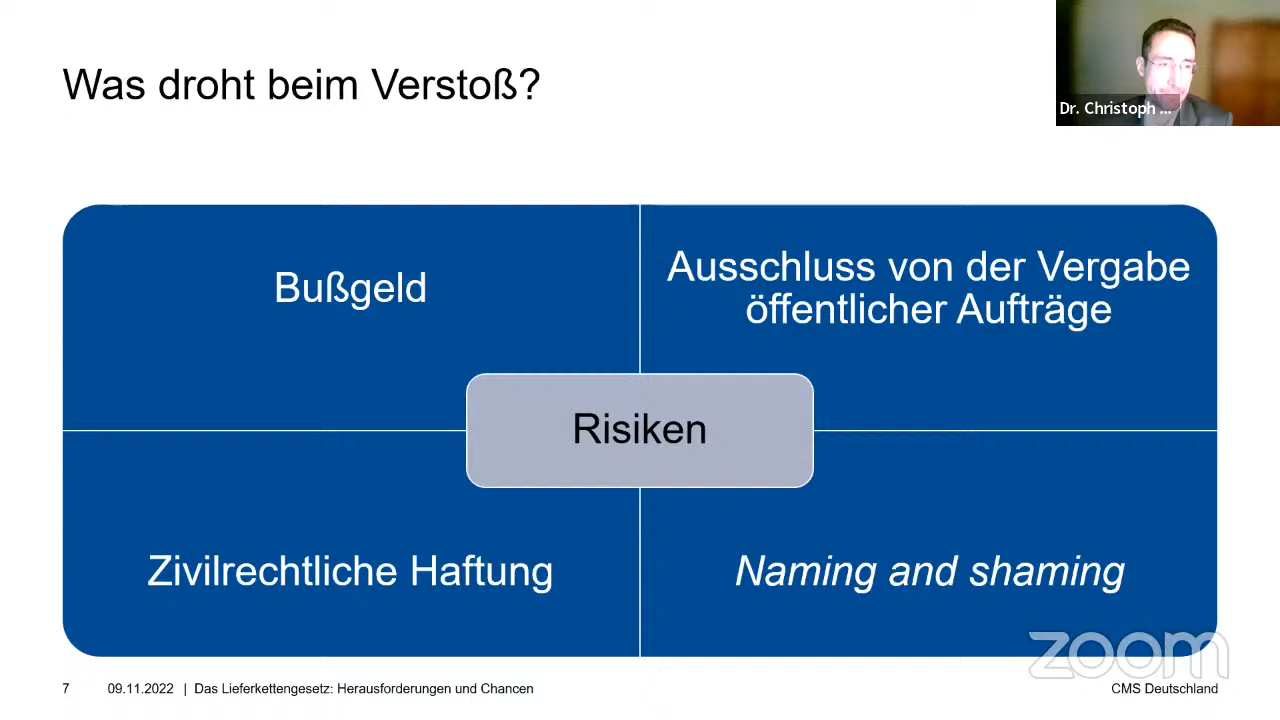 Was droht beim Verstoß?
Dr. Christoph ...
Bußgeld
Ausschluss von der Vergabe
öffentlicher Aufträge
Risiken
Zivilrechtliche Haftung
Naming and shaming
zoom
7 09.11.2022 | Das Lieferkettengesetz: Herausforderungen und Chancen
CMS Deutschland